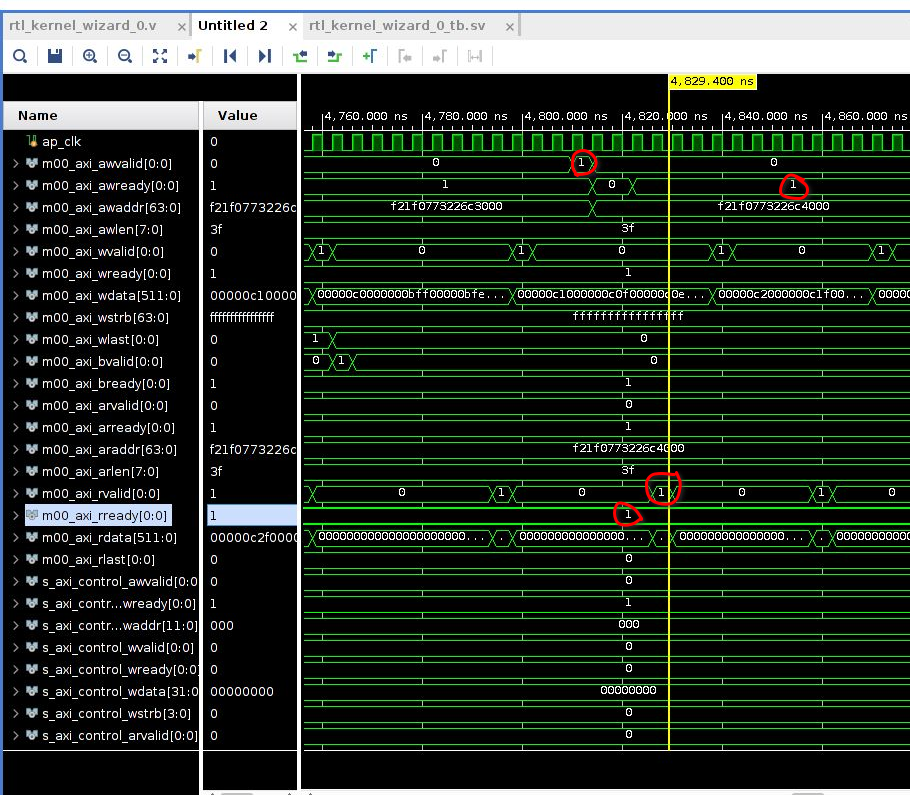 rtl_kernel_wizard_0.v × Untitled 2 × rtl_kernel_wizard_0_tb.sv ×
4,829.400 ns
Name Value 4,760.000 ns 4,780.000 ns 4,800.000 ns 4,820.000 ns 4,840.000 ns 4,860.000 ns
ap_clk 0
m00_axi_awvalid[0:0] 0 0 1 0
m00_axi_awready[0:0] 1 1 0 1
m00_axi_awaddr[63:0] f21f0773226c f21f0773226c3000 f21f0773226c4000
m00_axi_awlen[7:0] 3f 3f
m00_axi_wvalid[0:0] 0 1 0 1 0 1 0 1
m00_axi_wready[0:0] 1 1
m00_axi_wdata[511:0] 00000c10000 00000c0000000bff00000bfe... 00000c1000000c0f00000c0e... 00000c2000000c1f00... 00000
m00_axi_wstrb[63:0] ffffffffffffffff ffffffffffffffff
m00_axi_wlast[0:0] 0 1 0
m00_axi_bvalid[0:0] 0 0 1 0
m00_axi_bready[0:0] 1 1
m00_axi_arvalid[0:0] 0 0
m00_axi_arready[0:0] 1 1
m00_axi_araddr[63:0] f21f0773226c f21f0773226c4000
m00_axi_arlen[7:0] 3f 3f
m00_axi_rvalid[0:0] 1 0 1 0 1 0 1 0
m00_axi_rready[0:0] 1 1
m00_axi_rdata[511:0] 00000c2f0000 00000000000000000000... 000000000000000... 000000000000000... 0000000000
m00_axi_rlast[0:0] 0 0
s_axi_control_awvalid[0:0 0 0
s_axi_contr...wready[0:0] 1 1
s_axi_contr...waddr[11:0] 000 000
s_axi_control_wvalid[0:0] 0 0
s_axi_control_wready[0:0] 0 0
s_axi_control_wdata[31:0 00000000 00000000
s_axi_control_wstrb[3:0] 0 0
s_axi_control_arvalid[0:0] 0 0